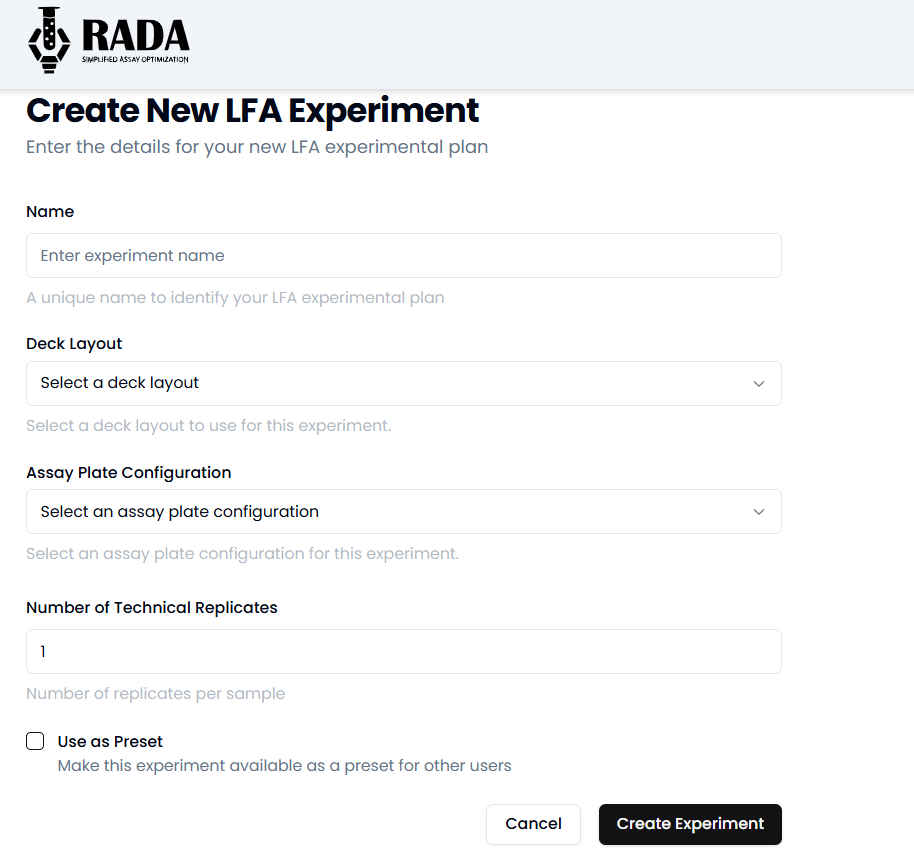 RADA
SIMPLIFIED ASSAY OPTIMIZATION
Create New LFA Experiment
Enter the details for your new LFA experimental plan
Name
Enter experiment name
A unique name to identify your LFA experimental plan
Deck Layout
Select a deck layout
Select a deck layout to use for this experiment.
Assay Plate Configuration
Select an assay plate configuration
Select an assay plate configuration for this experiment.
Number of Technical Replicates
1
Number of replicates per sample
Use as Preset
Make this experiment available as a preset for other users
Cancel
Create Experiment